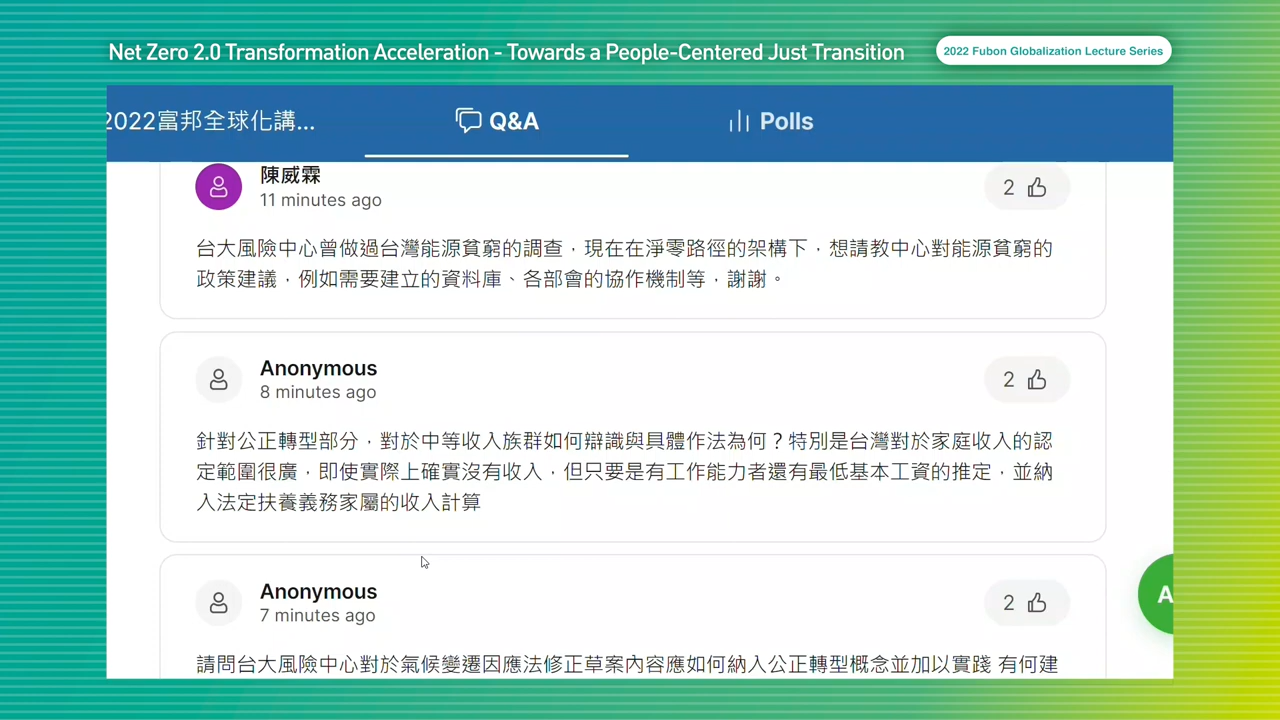 Net Zero 2.0 Transformation Acceleration - Towards a People-Centered Just Transition
2022 Fubon Globalization Lecture Series
2022富邦全球化講...
Q&A
Polls
陳威霖
11 minutes ago
2
台大風險中心曾做過台灣能源貧窮的調查，現在在淨零路徑的架構下，想請教中心對能源貧窮的
政策建議，例如需要建立的資料庫、各部會的協作機制等，謝謝。
Anonymous
8 minutes ago
2
針對公正轉型部分，對於中等收入族群如何辯識與具體作法為何？特別是台灣對於家庭收入的認
定範圍很廣，即使實際上確實沒有收入，但只要是有工作能力者還有最低基本工資的推定，並納
入法定扶養義務家屬的收入計算
Anonymous
7 minutes ago
2
A
請問台大風險中心對於氣候變遷因應法修正草案內容應如何納入公正轉型概念並加以實踐 有何建